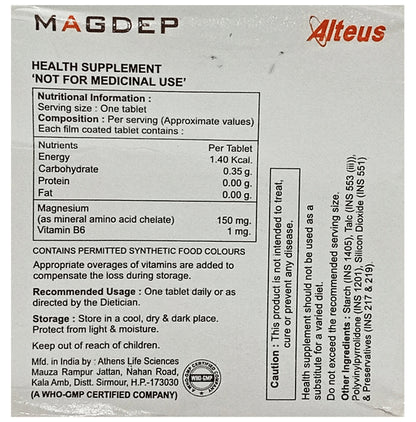 MAGDEP
Alteus
HEALTH SUPPLEMENT
'NOT FOR MEDICINAL USE'
Nutritional Information :
Serving size : One tablet
Composition : Per serving (Approximate values)
Each film coated tablet contains :
Nutrients Per Tablet
Energy 1.40 Kcal.
Carbohydrate 0.35 g.
Protein 0.00 g.
Fat 0.00 g.
Magnesium
(as mineral amino acid chelate) 150 mg.
Vitamin B6 1 mg.
CONTAINS PERMITTED SYNTHETIC FOOD COLOURS
Appropriate overages of vitamins are added to
compensate the loss during storage.
Recommended Usage : One tablet daily or as
directed by the Dietician.
Storage : Store in a cool, dry & dark place.
Protect from light & moisture.
Keep out of reach of children.
Mfd. in India by : Athens Life Sciences
Mauza Rampur Jattan, Nahan Road,
Kala Amb, Distt. Sirmour, H.P.-173030
(A WHO-GMP CERTIFIED COMPANY)
WHO-GMP
Caution : This product is not intended to treat,
cure or prevent any disease.
Health supplement should not be used as a
substitute for a varied diet.
Do not exceed the recommended serving size.
Other Ingredients : Starch (INS 1405), Talc (INS 553 (iii)),
Polyvinylpyrrolidone (INS 1201), Silicon Dioxide (INS 551)
& Preservatives (INS 217 & 219).